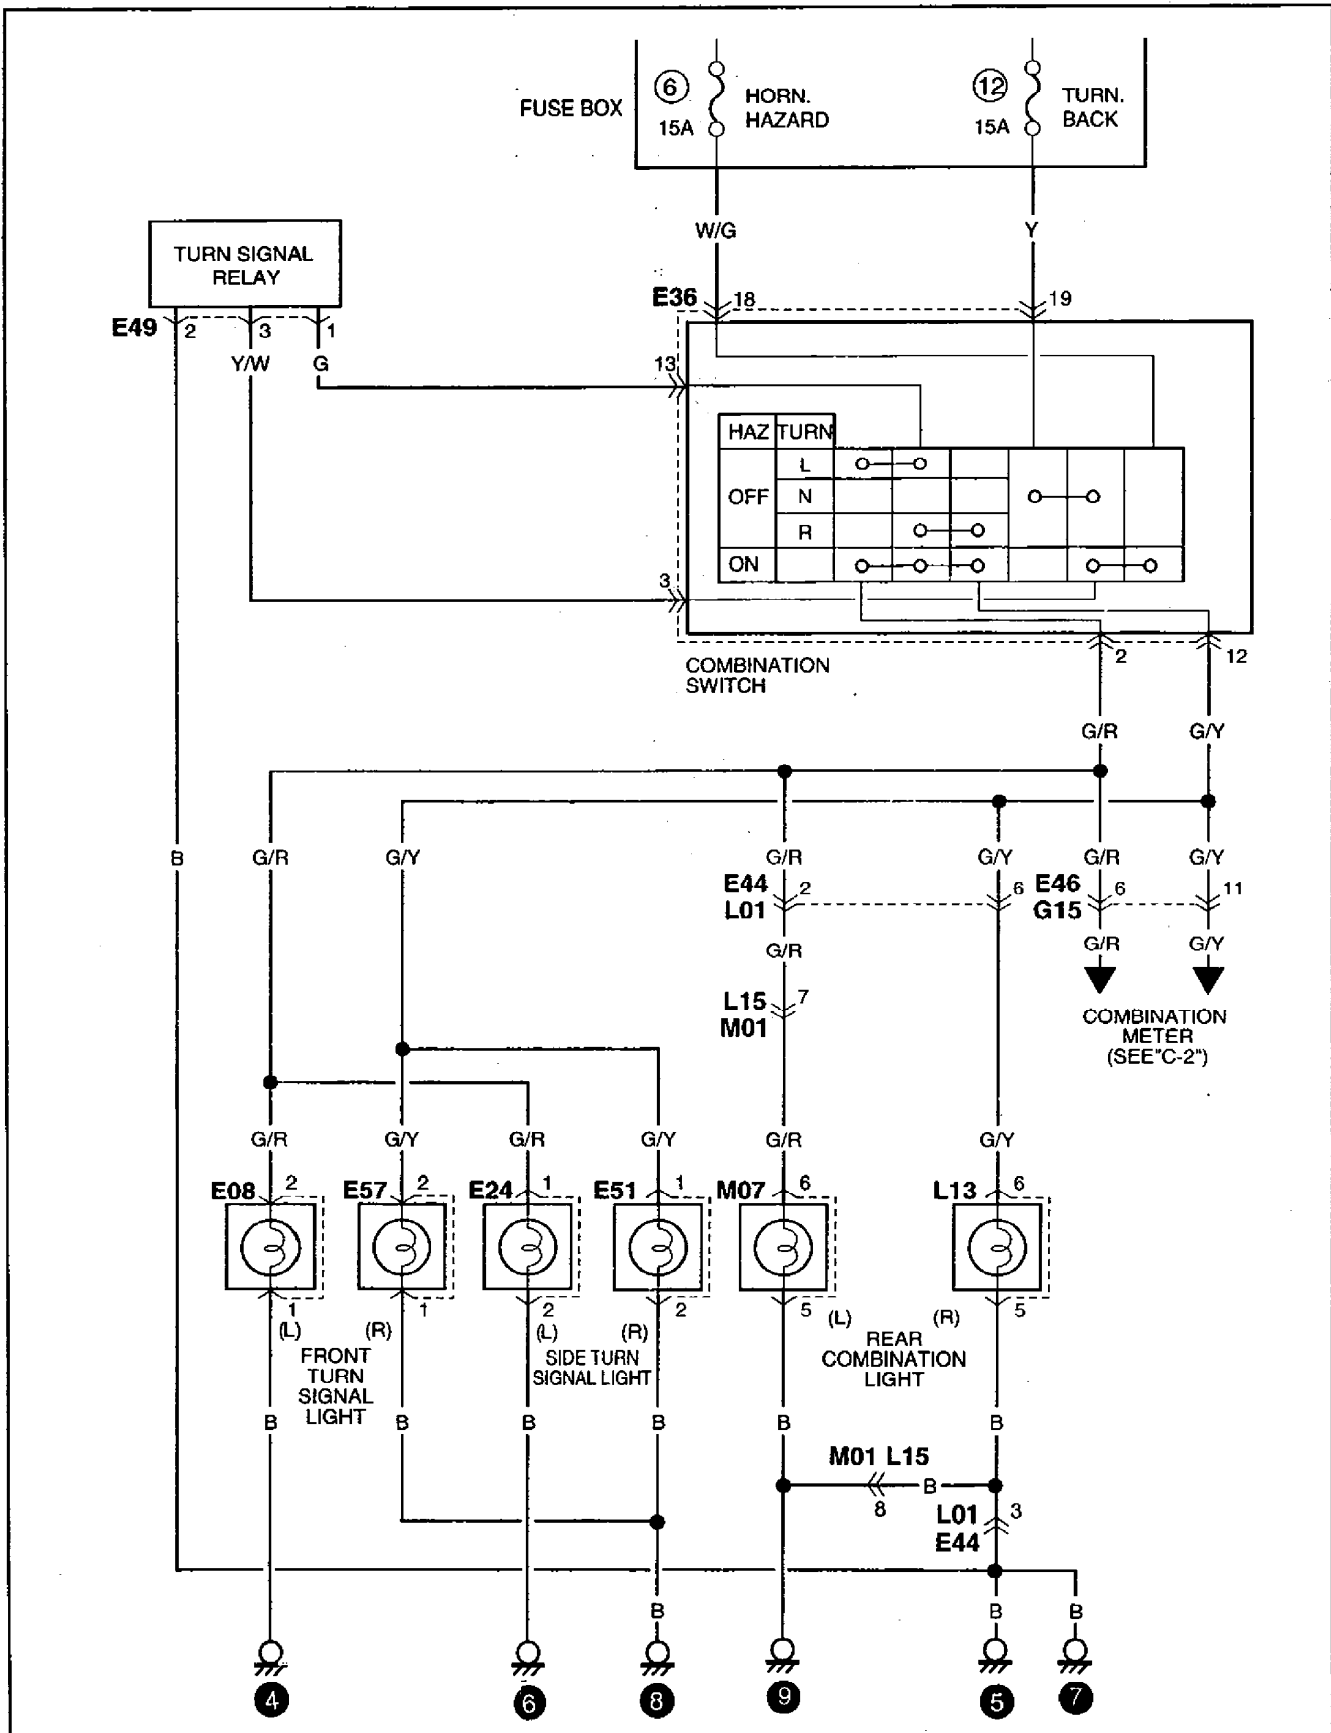 FUSE BOX
6
15A
HORN.
HAZARD
12
15A
TURN.
BACK
W/G
Y
TURN SIGNAL
RELAY
E49
2
3
1
Y/W
G
E36
18
19
13
HAZ
TURN
OFF
L
N
R
ON
3
2
12
COMBINATION
SWITCH
G/R
G/Y
B
G/R
G/Y
G/R
G/Y
G/R
G/Y
E44
2
6
E46
6
11
L01
G15
G/R
G/R
G/Y
L15
7
M01
COMBINATION
METER
(SEE"C-2")
G/R
G/Y
G/R
G/Y
G/R
G/Y
E08
2
E57
2
E24
1
E51
1
M07
6
L13
6
1
1
2
2
5
5
(L)
(R)
(L)
(R)
(L)
(R)
FRONT
TURN
SIGNAL
LIGHT
SIDE TURN
SIGNAL LIGHT
REAR
COMBINATION
LIGHT
B
B
B
B
B
B
M01 L15
8
B
L01
3
E44
B
B
B
4
6
8
9
5
7